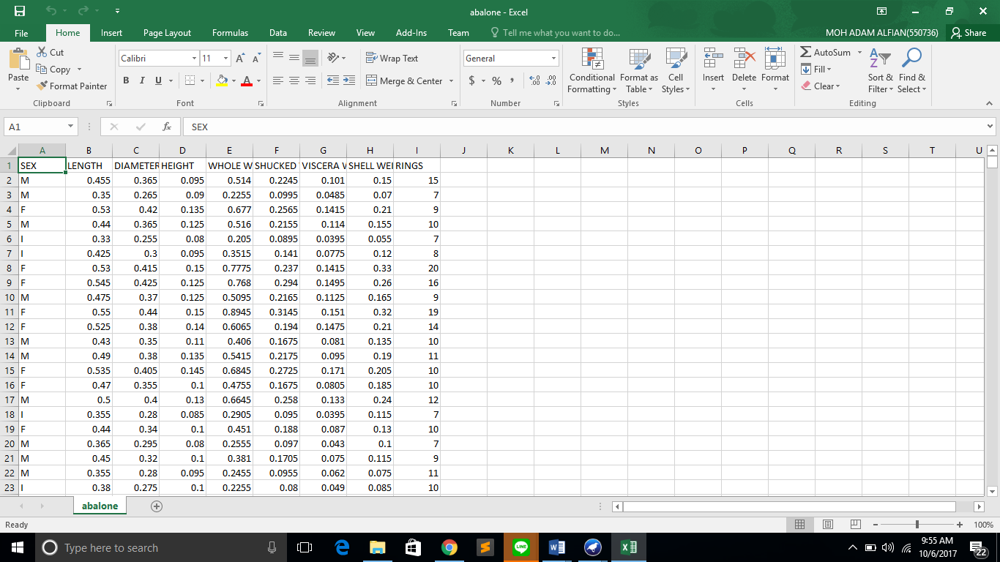 abalone - Excel
File Home Insert Page Layout Formulas Data Review View Add-Ins Team Tell me what you want to do... MOH ADAM ALFIAN(550736) Share
Paste Cut Copy Format Painter Clipboard
Calibri 11 B I U A A A Font
Wrap Text Merge & Center Alignment
General $ % , .0 .00 .00 .0 Number
Conditional Formatting Format as Table Cell Styles Styles
Insert Delete Format Cells
AutoSum Fill Clear Sort & Filter Find & Select Editing
A1 fx SEX
A B C D E F G H I J K L M N O P Q R S T U
1 SEX LENGTH DIAMETER HEIGHT WHOLE W SHUCKED VISCERA W SHELL WEI RINGS
2 M 0.455 0.365 0.095 0.514 0.2245 0.101 0.15 15
3 M 0.35 0.265 0.09 0.2255 0.0995 0.0485 0.07 7
4 F 0.53 0.42 0.135 0.677 0.2565 0.1415 0.21 9
5 M 0.44 0.365 0.125 0.516 0.2155 0.114 0.155 10
6 I 0.33 0.255 0.08 0.205 0.0895 0.0395 0.055 7
7 I 0.425 0.3 0.095 0.3515 0.141 0.0775 0.12 8
8 F 0.53 0.415 0.15 0.7775 0.237 0.1415 0.33 20
9 F 0.545 0.425 0.125 0.768 0.294 0.1495 0.26 16
10 M 0.475 0.37 0.125 0.5095 0.2165 0.1125 0.165 9
11 F 0.55 0.44 0.15 0.8945 0.3145 0.151 0.32 19
12 F 0.525 0.38 0.14 0.6065 0.194 0.1475 0.21 14
13 M 0.43 0.35 0.11 0.406 0.1675 0.081 0.135 10
14 M 0.49 0.38 0.135 0.5415 0.2175 0.095 0.19 11
15 F 0.535 0.405 0.145 0.6845 0.2725 0.171 0.205 10
16 F 0.47 0.355 0.1 0.4755 0.1675 0.0805 0.185 10
17 M 0.5 0.4 0.13 0.6645 0.258 0.133 0.24 12
18 I 0.355 0.28 0.085 0.2905 0.095 0.0395 0.115 7
19 F 0.44 0.34 0.1 0.451 0.188 0.087 0.13 10
20 M 0.365 0.295 0.08 0.2555 0.097 0.043 0.1 7
21 M 0.45 0.32 0.1 0.381 0.1705 0.075 0.115 9
22 M 0.355 0.28 0.095 0.2455 0.0955 0.062 0.075 11
23 I 0.38 0.275 0.1 0.2255 0.08 0.049 0.085 10
abalone
Ready 100%
Type here to search LINE 9:55 AM
10/6/2017 22